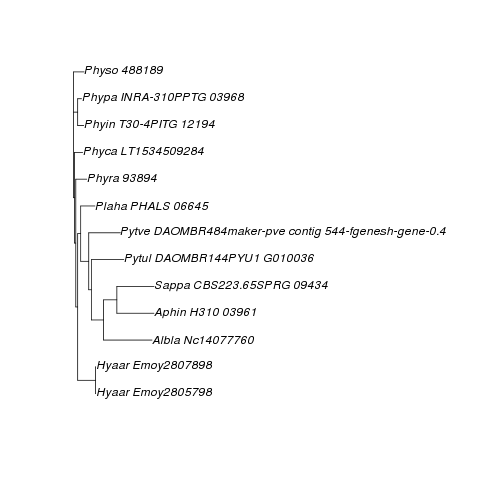 Physo 488189
Phypa INRA-310PPTG 03968
Phyin T30-4PITG 12194
Phyca LT1534509284
Phyra 93894
Plaha PHALS 06645
Pytve DAOMBR484maker-pve contig 544-fgenesh-gene-0.4
Pytul DAOMBR144PYU1 G010036
Sappa CBS223.65SPRG 09434
Aphin H310 03961
Albla Nc14077760
Hyaar Emoy2807898
Hyaar Emoy2805798